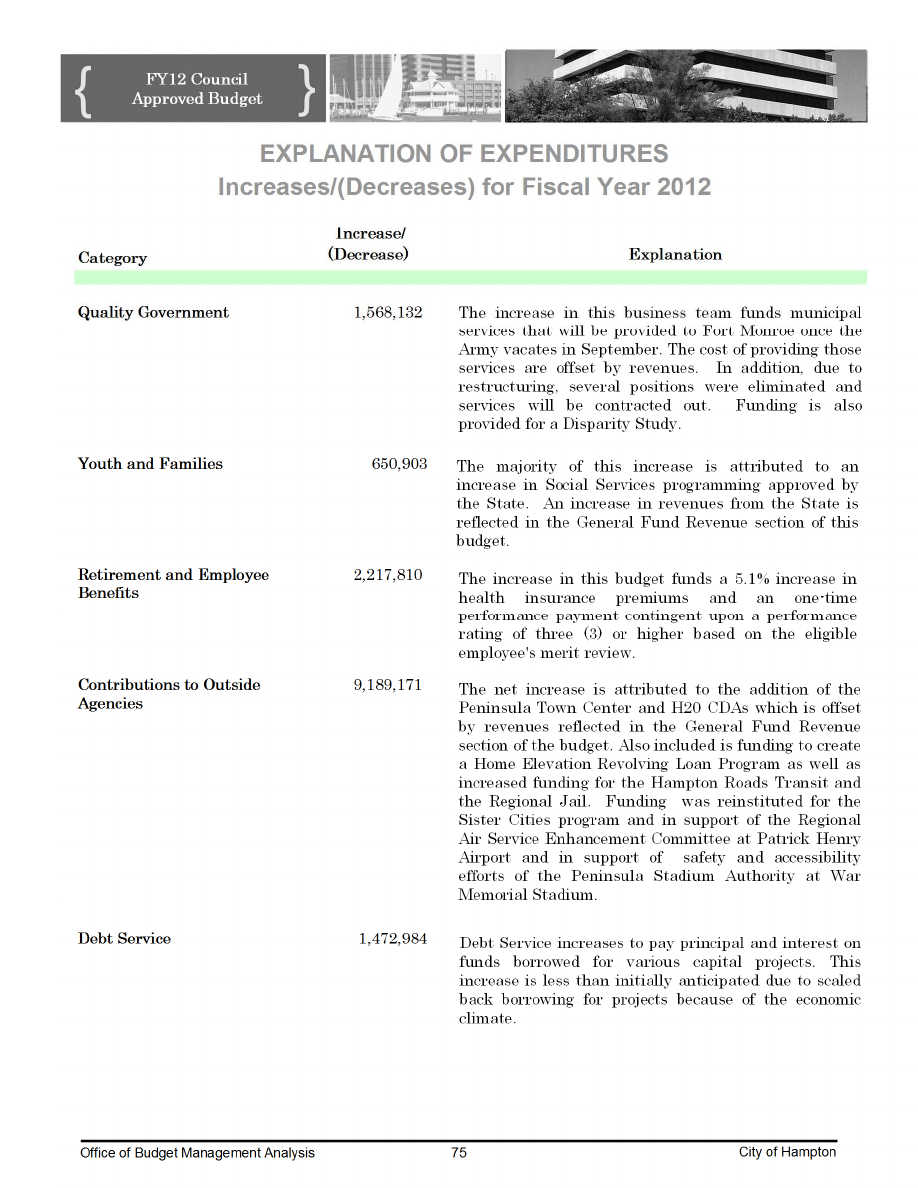 FY12 Council
Approved Budget
EXPLANATION OF EXPENDITURES
Increases/(Decreases) for Fiscal Year 2012
Category
Increase/
(Decrease)
Explanation
Quality Government
1,568,132
The increase in this business team funds municipal
services that will be provided to Fort Monroe once the
Army vacates in September. The cost of providing those
services are offset by revenues. In addition, due to
restructuring, several positions were eliminated and
services will be contracted out. Funding is also
provided for a Disparity Study.
Youth and Families
650,903
The majority of this increase is attributed to an
increase in Social Services programming approved by
the State. An increase in revenues from the State is
reflected in the General Fund Revenue section of this
budget.
Retirement and Employee
Benefits
2,217,810
The increase in this budget funds a 5.1% increase in
health insurance premiums and an one-time
performance payment contingent upon a performance
rating of three (3) or higher based on the eligible
employee's merit review.
Contributions to Outside
Agencies
9,189,171
The net increase is attributed to the addition of the
Peninsula Town Center and H20 CDAs which is offset
by revenues reflected in the General Fund Revenue
section of the budget. Also included is funding to create
a Home Elevation Revolving Loan Program as well as
increased funding for the Hampton Roads Transit and
the Regional Jail. Funding was reinstituted for the
Sister Cities program and in support of the Regional
Air Service Enhancement Committee at Patrick Henry
Airport and in support of safety and accessibility
efforts of the Peninsula Stadium Authority at War
Memorial Stadium.
Debt Service
1,472,984
Debt Service increases to pay principal and interest on
funds borrowed for various capital projects. This
increase is less than initially anticipated due to scaled
back borrowing for projects because of the economic
climate.
Office of Budget Management Analysis
75
City of Hampton